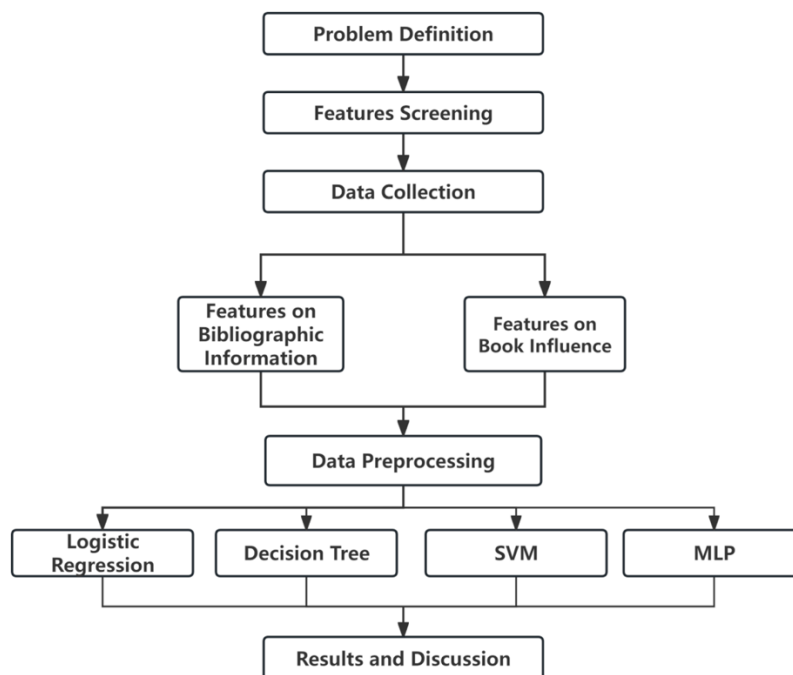 Problem Definition
Features Screening
Data Collection
Features on
Bibliographic
Information
Features on
Book Influence
Data Preprocessing
Logistic
Regression
Decision Tree
SVM
MLP
Results and Discussion